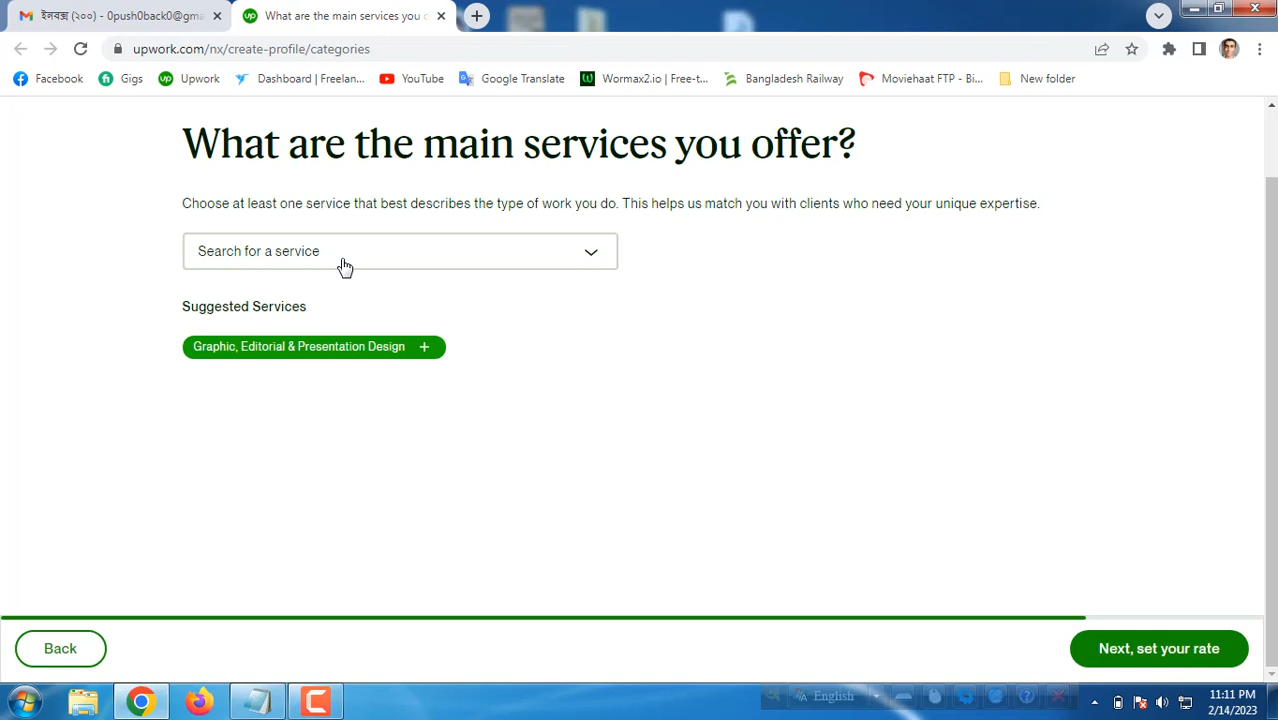 ইনবক্স (২০০) - 0push0back0@gma
What are the main services you o
upwork.com/nx/create-profile/categories
Facebook
Gigs
Upwork
Dashboard | Freelan...
YouTube
Google Translate
Wormax2.io | Free-t...
Bangladesh Railway
Moviehaat FTP - Bi...
New folder
What are the main services you offer?
Choose at least one service that best describes the type of work you do. This helps us match you with clients who need your unique expertise.
Search for a service
Suggested Services
Graphic, Editorial & Presentation Design +
Back
Next, set your rate
English
11:11 PM
2/14/2023